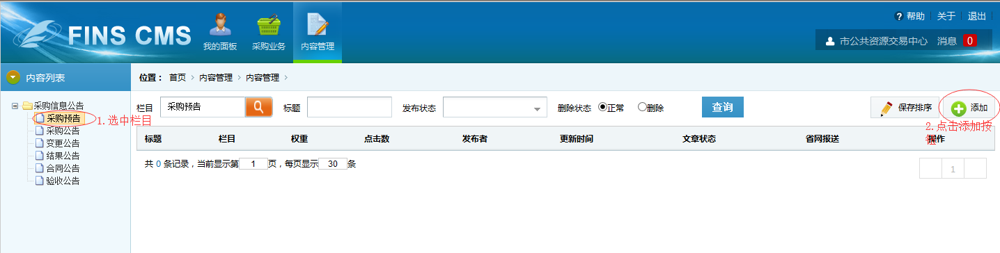 FINS CMS
我的面板 采购业务 内容管理
帮助 关于 退出
市公共资源交易中心 消息 0
内容列表
位置： 首页 内容管理 内容管理
采购信息公告
采购预告
采购公告
变更公告
结果公告
合同公告
验收公告
1.选中栏目
栏目 采购预告 标题 发布状态 删除状态 正常 删除 查询 保存排序 添加
2.点击添加按
钮
标题 栏目 权重 点击数 发布者 更新时间 文章状态 省网报送 操作
共 0 条记录，当前显示第 1 页，每页显示 30 条
1